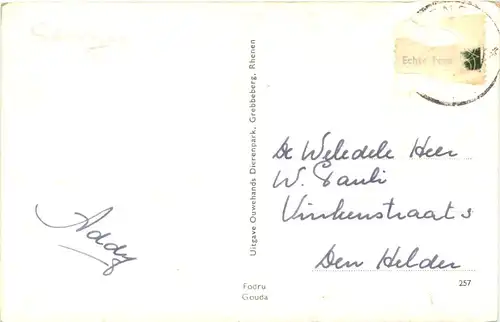 Echte Foto
Uitgave Ouwehands Dierenpark, Grebbeberg, Rhenen
De Weledele Heer
W. Pauli
Vinkenstraat 5
Den Helder
Addy
Fodru
Gouda
257